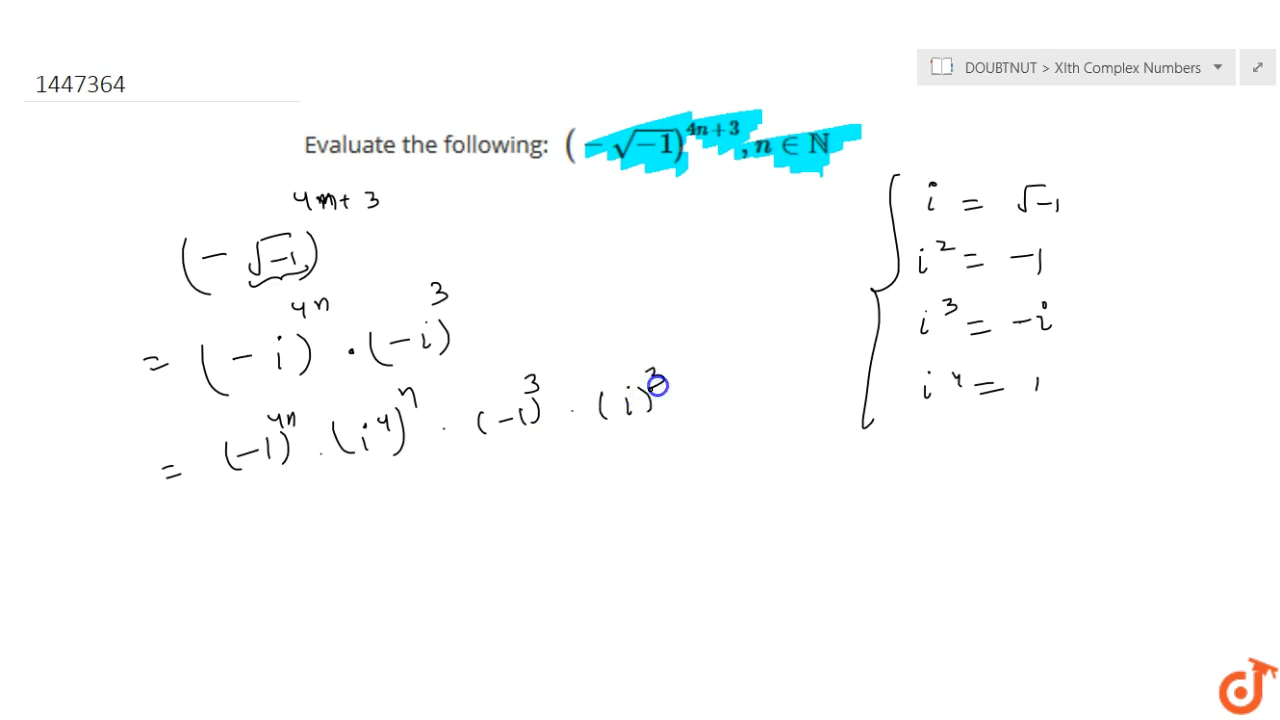 DOUBTNUT > XIth Complex Numbers
1447364
Evaluate the following: (−√−1)^{4n+3}, n ∈ ℕ
(−√−1)^{4n+3}
= (−i)^{4n} · (−i)^3
= (−1)^{4n} · (i^4)^n · (−1)^3 · (i)^3
i = √−1
i^2 = −1
i^3 = −i
i^4 = 1